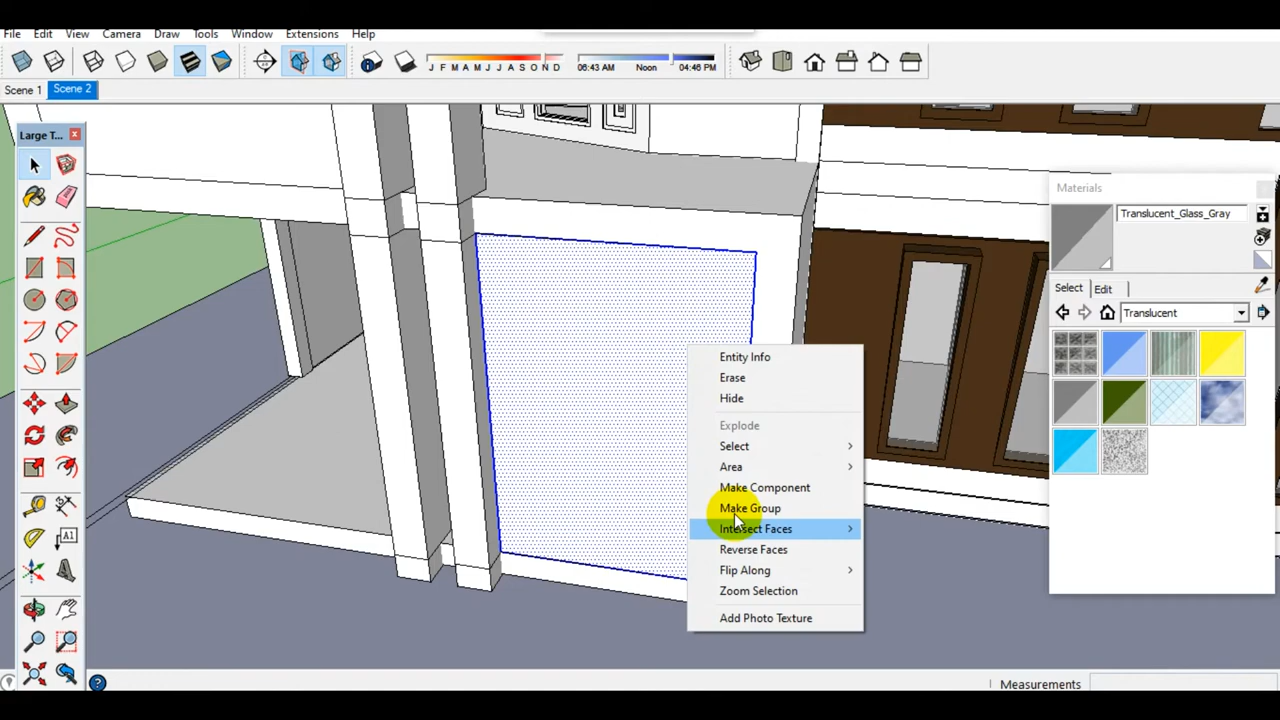 File Edit View Camera Draw Tools Window Extensions Help
J F M A M J J A S O N D 06:43 AM Noon 04:46 PM
Scene 1 Scene 2
Large T...
Materials
Translucent_Glass_Gray
Select Edit
Translucent
Entity Info
Erase
Hide
Explode
Select
Area
Make Component
Make Group
Intersect Faces
Reverse Faces
Flip Along
Zoom Selection
Add Photo Texture
A1
Measurements